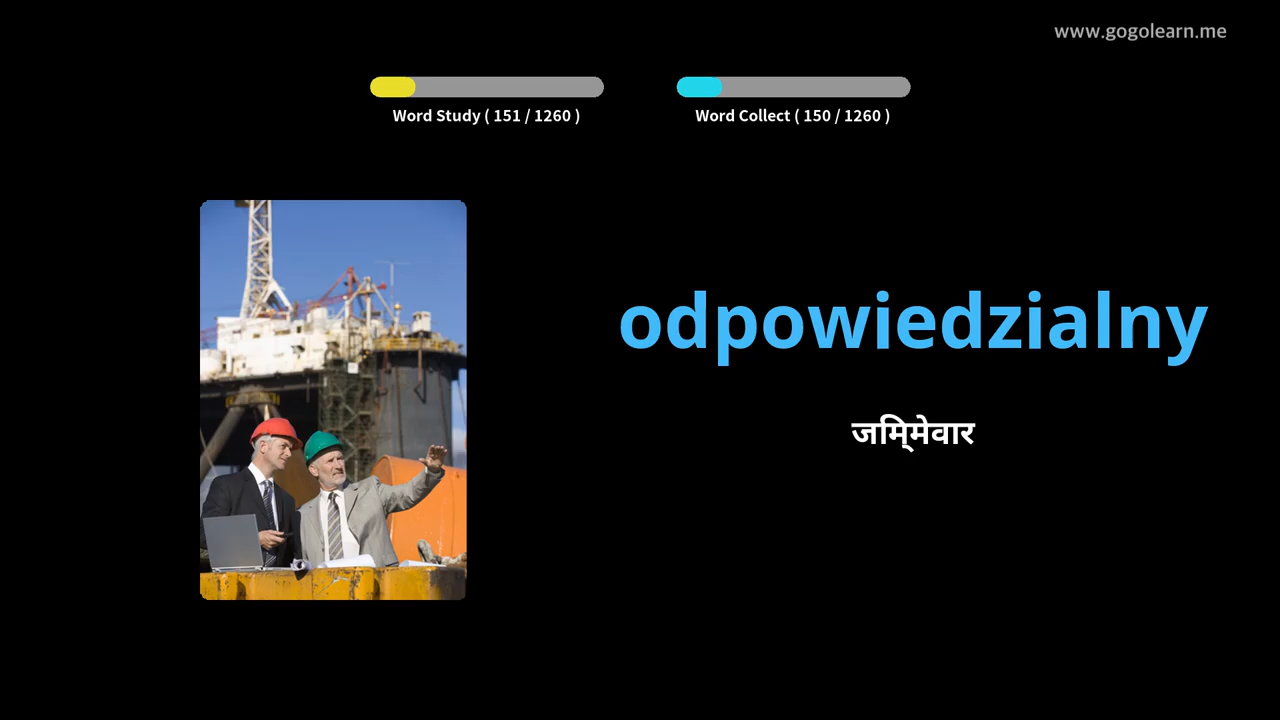 www.gogolearn.me
Word Study ( 151 / 1260 )
Word Collect ( 150 / 1260 )
odpowiedzialny
जिम्मेवार